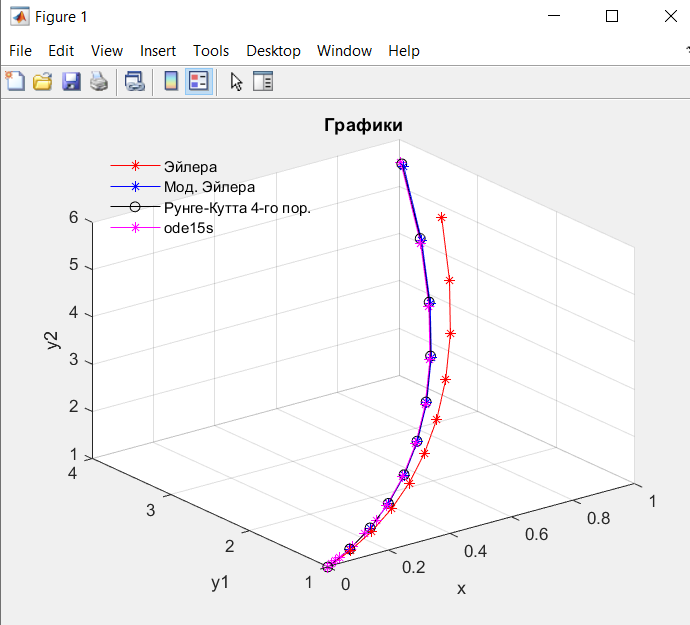 Figure 1
File Edit View Insert Tools Desktop Window Help
Графики
Эйлера
Мод. Эйлера
Рунге-Кутта 4-го пор.
ode15s
6
5
4
3
2
1
y2
4
3
2
1
y1
0
0.2
0.4
0.6
0.8
1
x